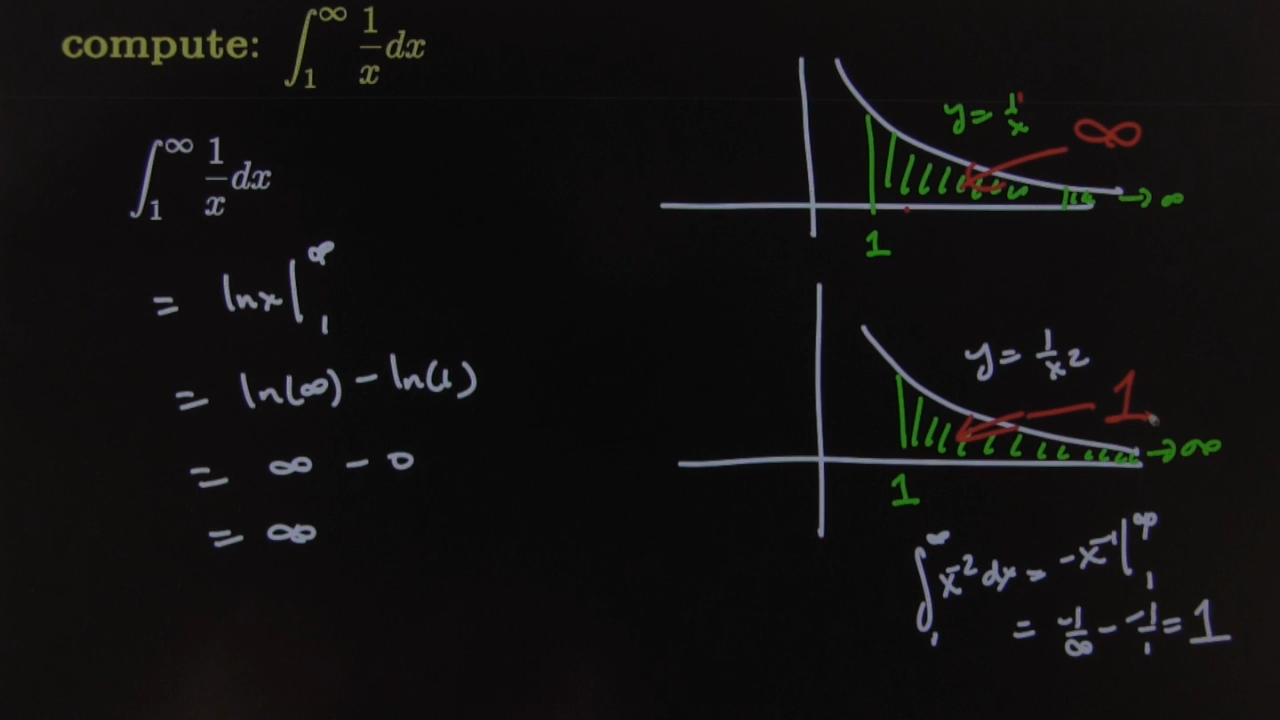 compute: ∫₁^∞ 1/x dx
∫₁^∞ 1/x dx
= ln x |₁^∞
= ln(∞) - ln(1)
= ∞ - 0
= ∞
y = 1/x
∞
→ ∞
1
y = 1/x²
1
→ ∞
1
∫₁^∞ x⁻² dx = -x⁻¹ |₁^∞
= -1/∞ - -1/1 = 1